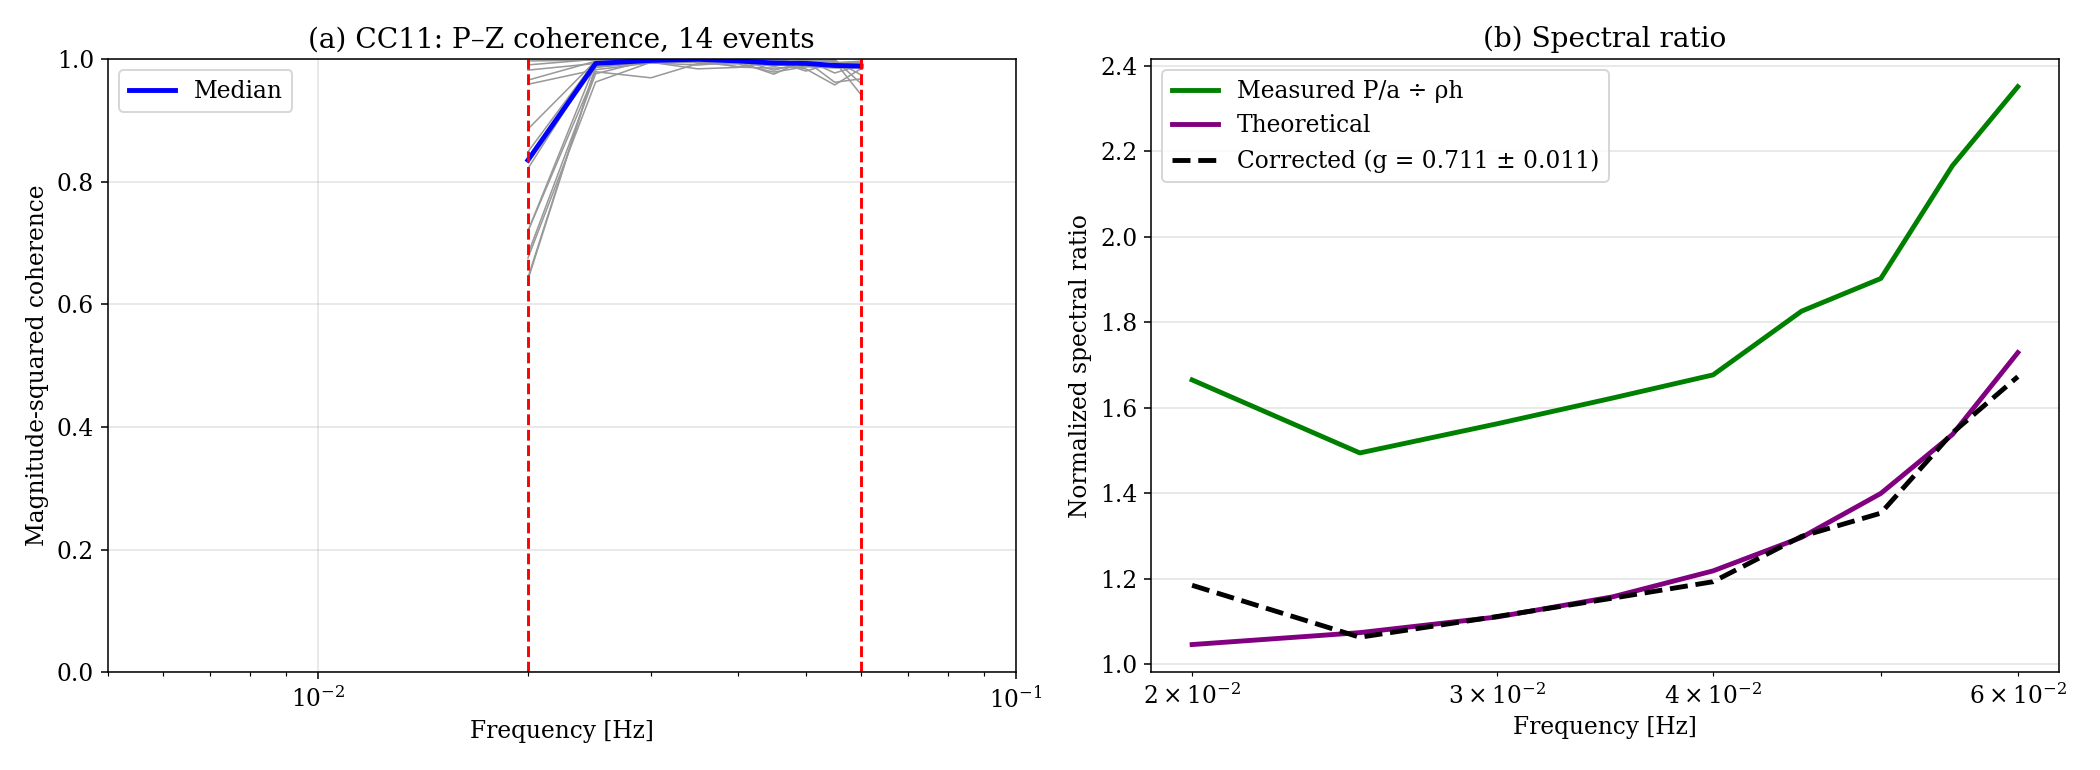 (a) CC11: P–Z coherence, 14 events
Median
Magnitude-squared coherence
1.0
0.8
0.6
0.4
0.2
0.0
10⁻²
10⁻¹
Frequency [Hz]
(b) Spectral ratio
Measured P/a ÷ ρh
Theoretical
Corrected (g = 0.711 ± 0.011)
Normalized spectral ratio
2.4
2.2
2.0
1.8
1.6
1.4
1.2
1.0
2 × 10⁻²
3 × 10⁻²
4 × 10⁻²
6 × 10⁻²
Frequency [Hz]